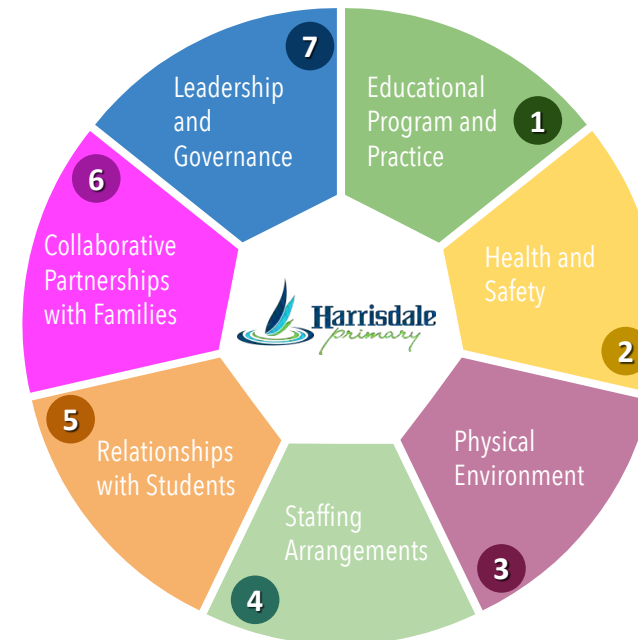 7
Leadership
and
Governance
Educational
Program and
Practice
1
6
Collaborative
Partnerships
with Families
Health and
Safety
2
Harrisdale
primary
5
Relationships
with Students
Physical
Environment
3
Staffing
Arrangements
4